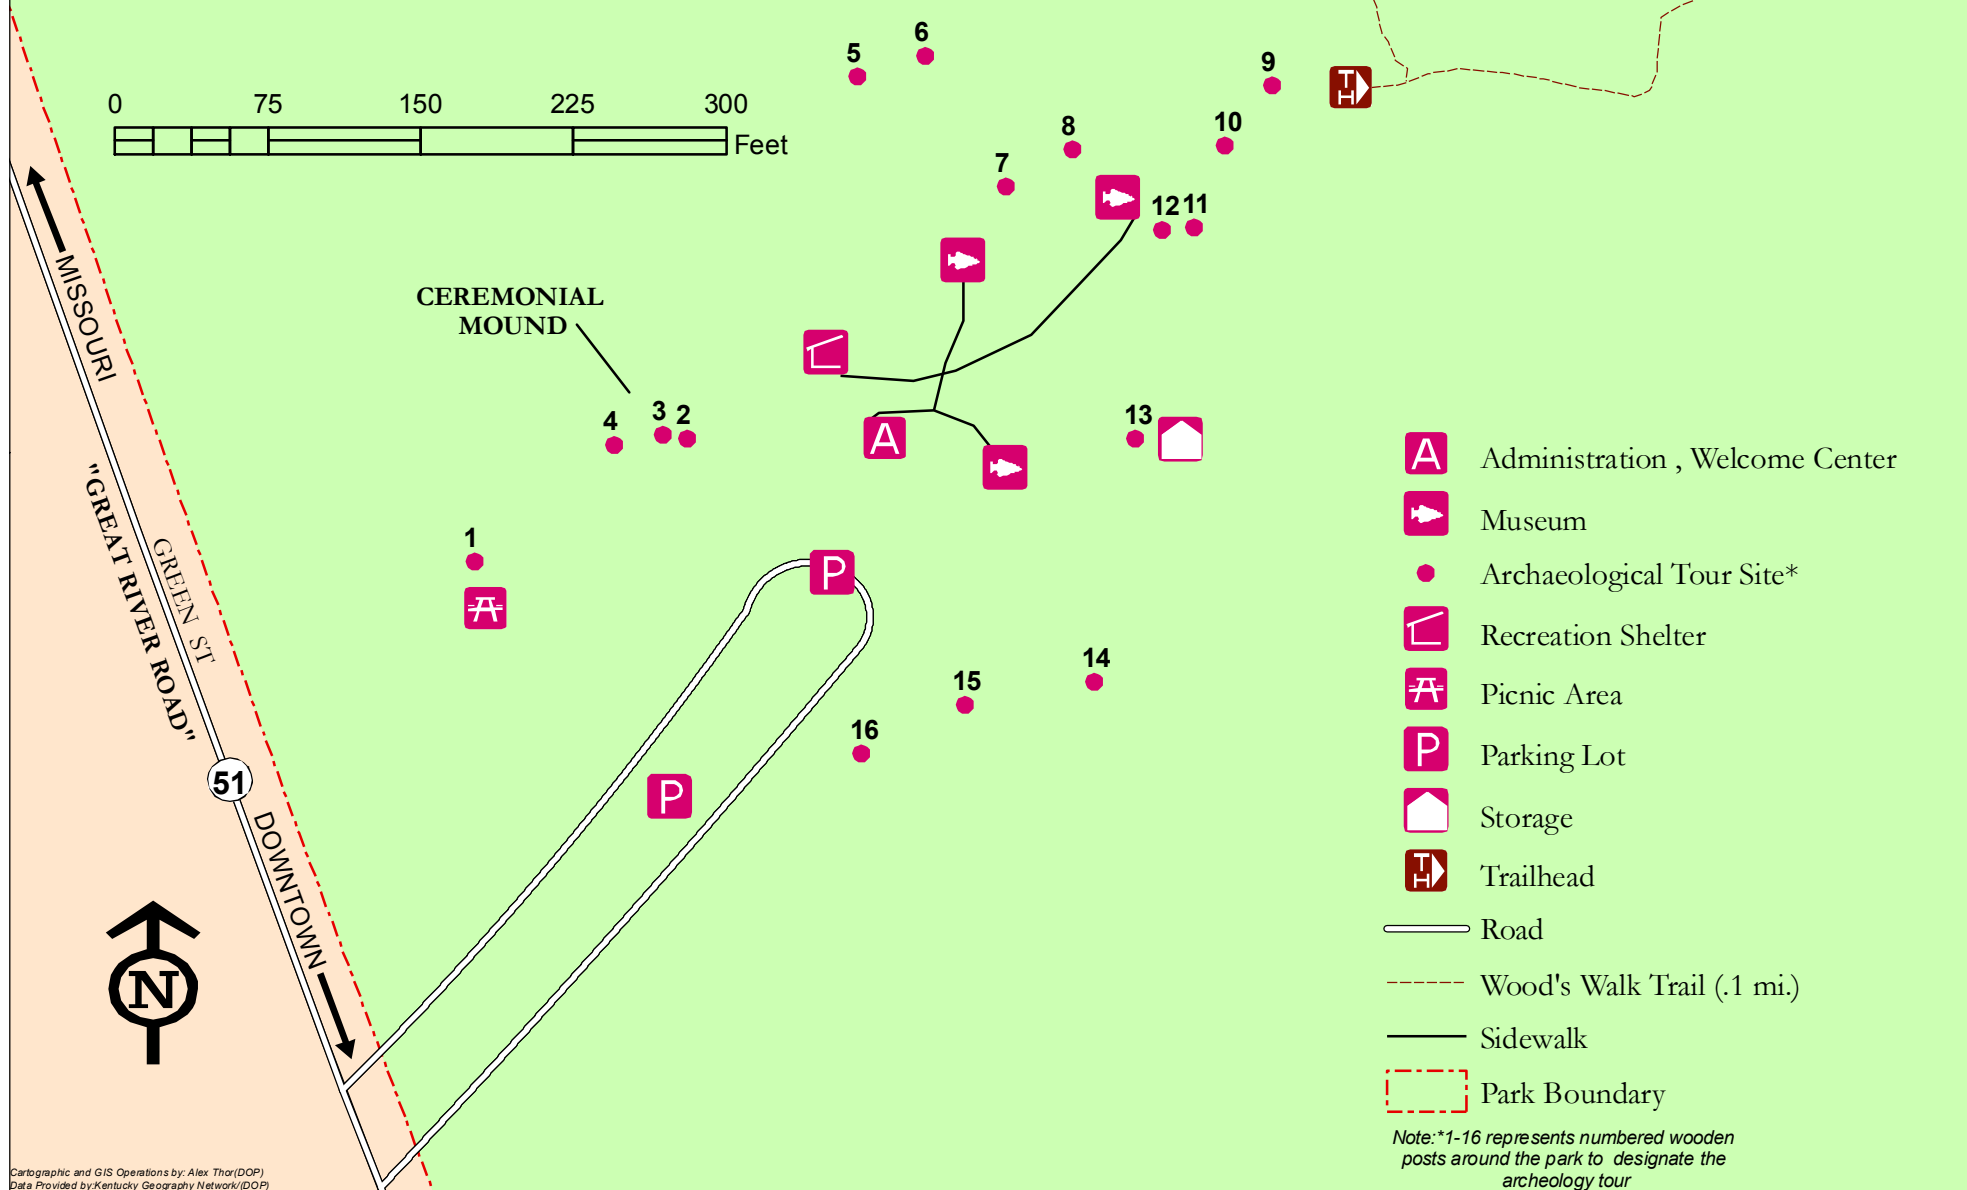 5
6
9
0 75 150 225 300
Feet
8
10
7
12 11
T
H
MISSOURI
CEREMONIAL
MOUND
4
3
2
13
A
1
"GREAT RIVER ROAD"
GREEN ST
P
14
15
16
P
51
DOWNTOWN
N
A Administration , Welcome Center
Museum
Archaeological Tour Site*
Recreation Shelter
Picnic Area
P Parking Lot
Storage
TH Trailhead
Road
Wood's Walk Trail (.1 mi.)
Sidewalk
Park Boundary
Note:*1-16 represents numbered wooden
posts around the park to designate the
archeology tour
Cartographic and GIS Operations by: Alex Thor(DOP)
Data Provided by:Kentucky Geography Network/(DOP)